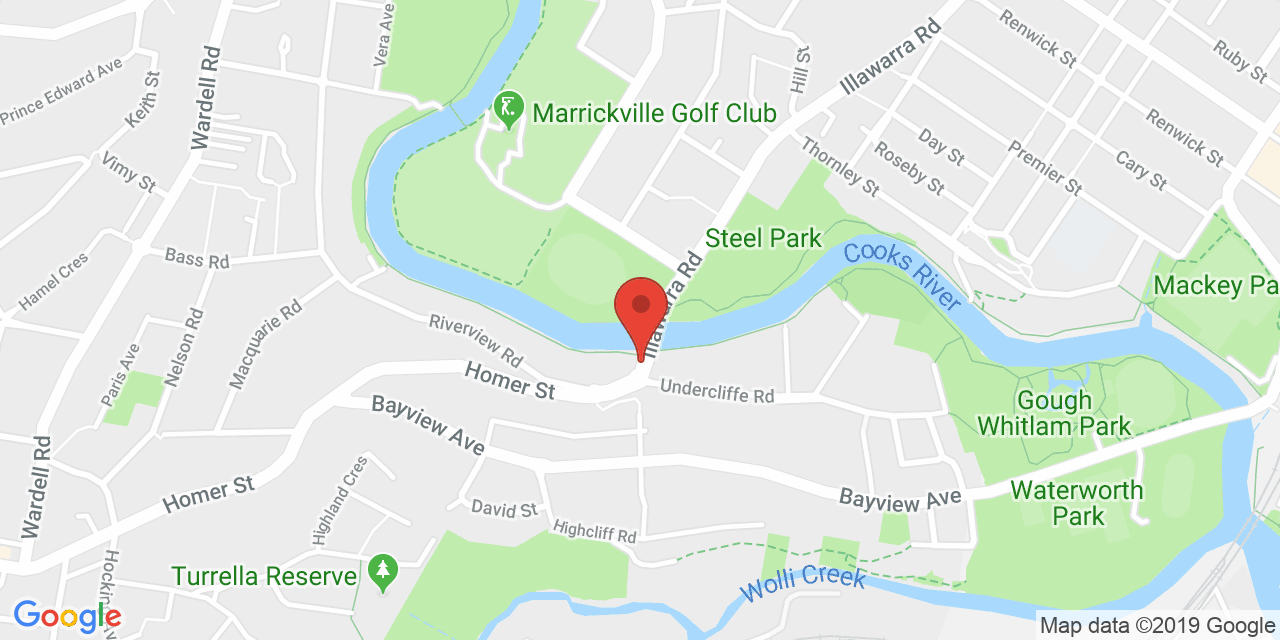 Vera Ave
Renwick St
Ruby St
Prince Edward Ave
Keith St
Wardell Rd
Hill St
Illawarra Rd
Marrickville Golf Club
Renwick St
Day St
Roseby St
Premier St
Cary St
Thornley St
Vimy St
Steel Park
Cooks River
Bass Rd
Hamel Cres
Mackey Pa
Illawarra Rd
Nelson Rd
Macquarie Rd
Riverview Rd
Paris Ave
Homer St
Undercliffe Rd
Bayview Ave
Gough
Whitlam Park
Wardell Rd
Homer St
Highland Cres
Bayview Ave
Waterworth
Park
David St
Highcliff Rd
Turrella Reserve
Wolli Creek
Hockin
Google
Map data ©2019 Google